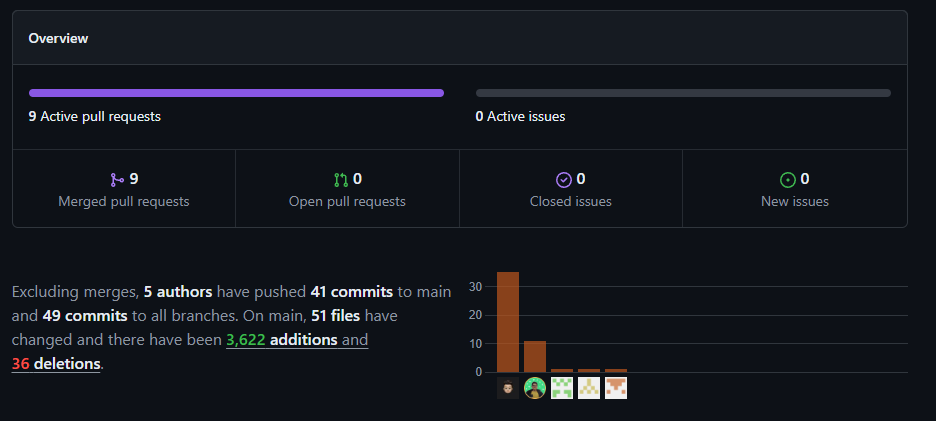 Overview
9 Active pull requests
0 Active issues
9
Merged pull requests
0
Open pull requests
0
Closed issues
0
New issues
Excluding merges, 5 authors have pushed 41 commits to main
and 49 commits to all branches. On main, 51 files have
changed and there have been 3,622 additions and
36 deletions.
30
20
10
0